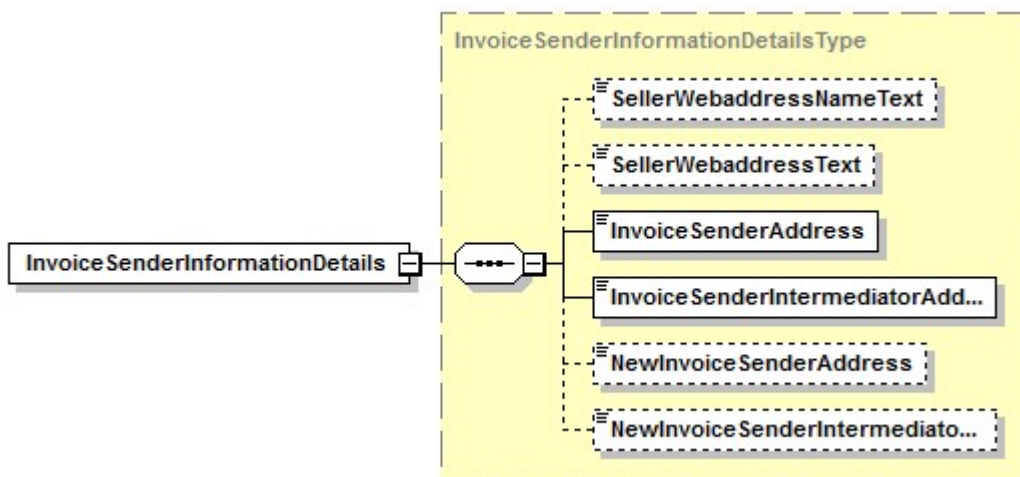 InvoiceSenderInformationDetailsType
SellerWebaddressNameText
SellerWebaddressText
InvoiceSenderAddress
InvoiceSenderInformationDetails
InvoiceSenderIntermediatorAdd...
NewInvoiceSenderAddress
NewInvoiceSenderIntermediato...